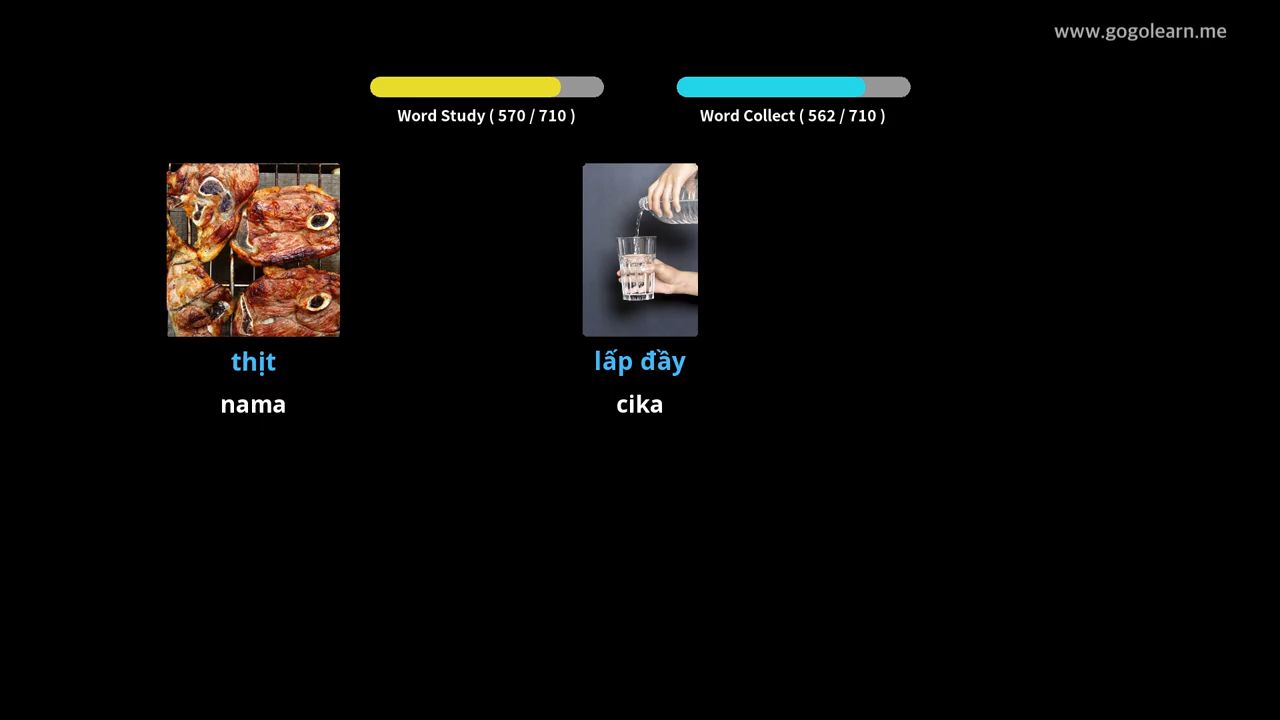 www.gogolearn.me
Word Study ( 570 / 710 )
Word Collect ( 562 / 710 )
thịt
nama
lấp đầy
cika